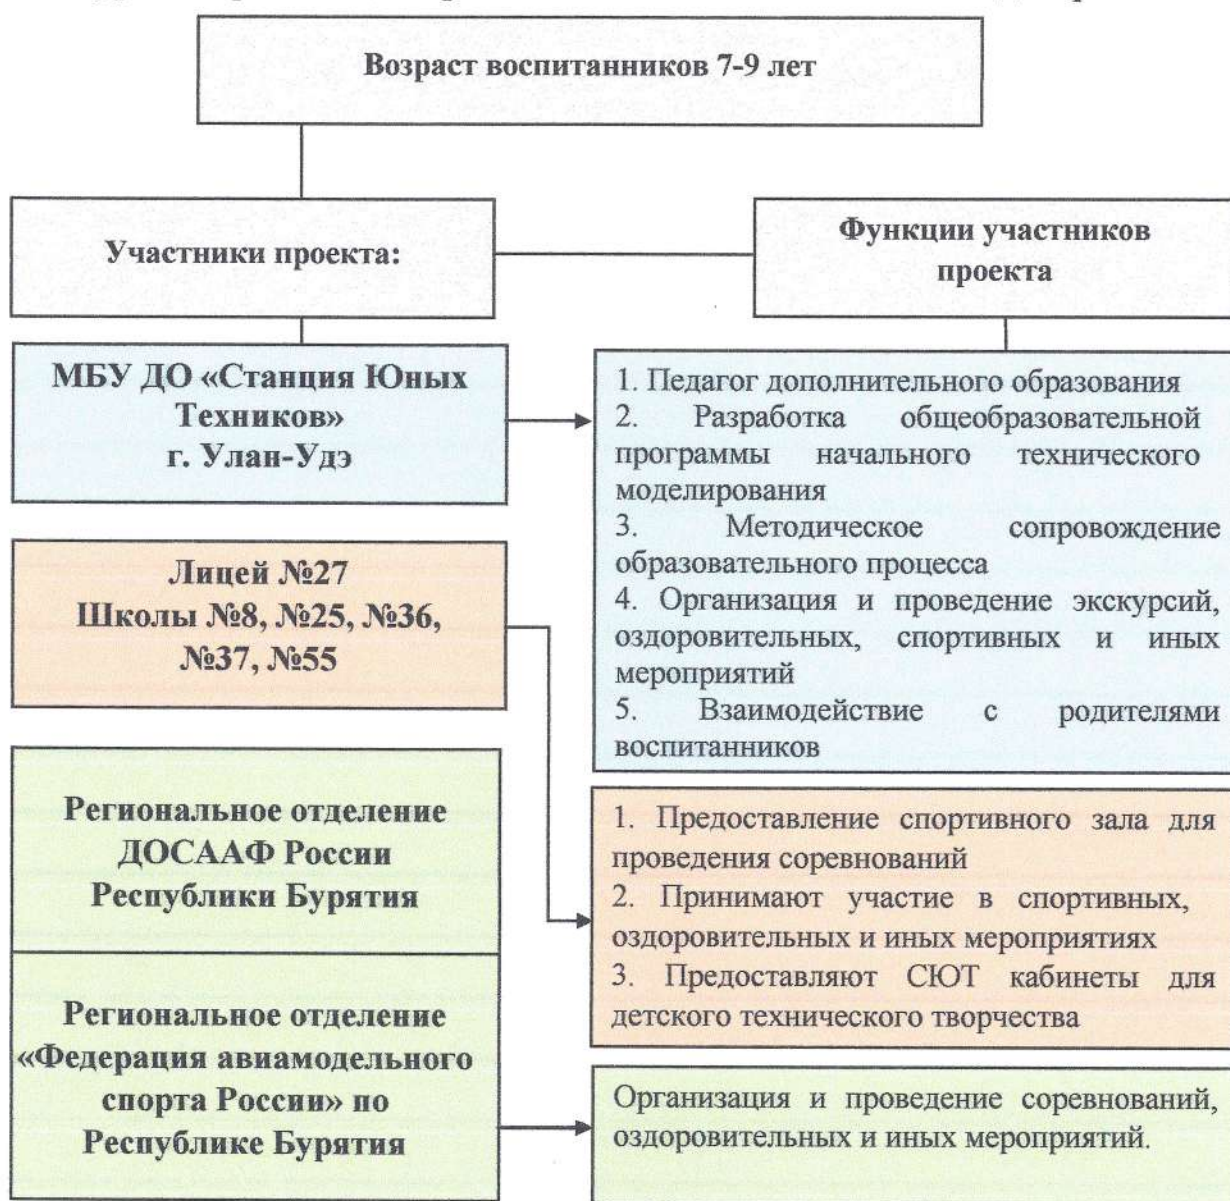 Возраст воспитанников 7-9 лет
Участники проекта:
Функции участников
проекта
МБУ ДО «Станция Юных
Техников»
г. Улан-Удэ
1. Педагог дополнительного образования
2. Разработка общеобразовательной
программы начального технического
моделирования
3. Методическое сопровождение
образовательного процесса
4. Организация и проведение экскурсий,
оздоровительных, спортивных и иных
мероприятий
5. Взаимодействие с родителями
воспитанников
Лицей №27
Школы №8, №25, №36,
№37, №55
1. Предоставление спортивного зала для
проведения соревнований
2. Принимают участие в спортивных,
оздоровительных и иных мероприятиях
3. Предоставляют СЮТ кабинеты для
детского технического творчества
Региональное отделение
ДОСААФ России
Республики Бурятия
Региональное отделение
«Федерация авиамодельного
спорта России» по
Республике Бурятия
Организация и проведение соревнований,
оздоровительных и иных мероприятий.